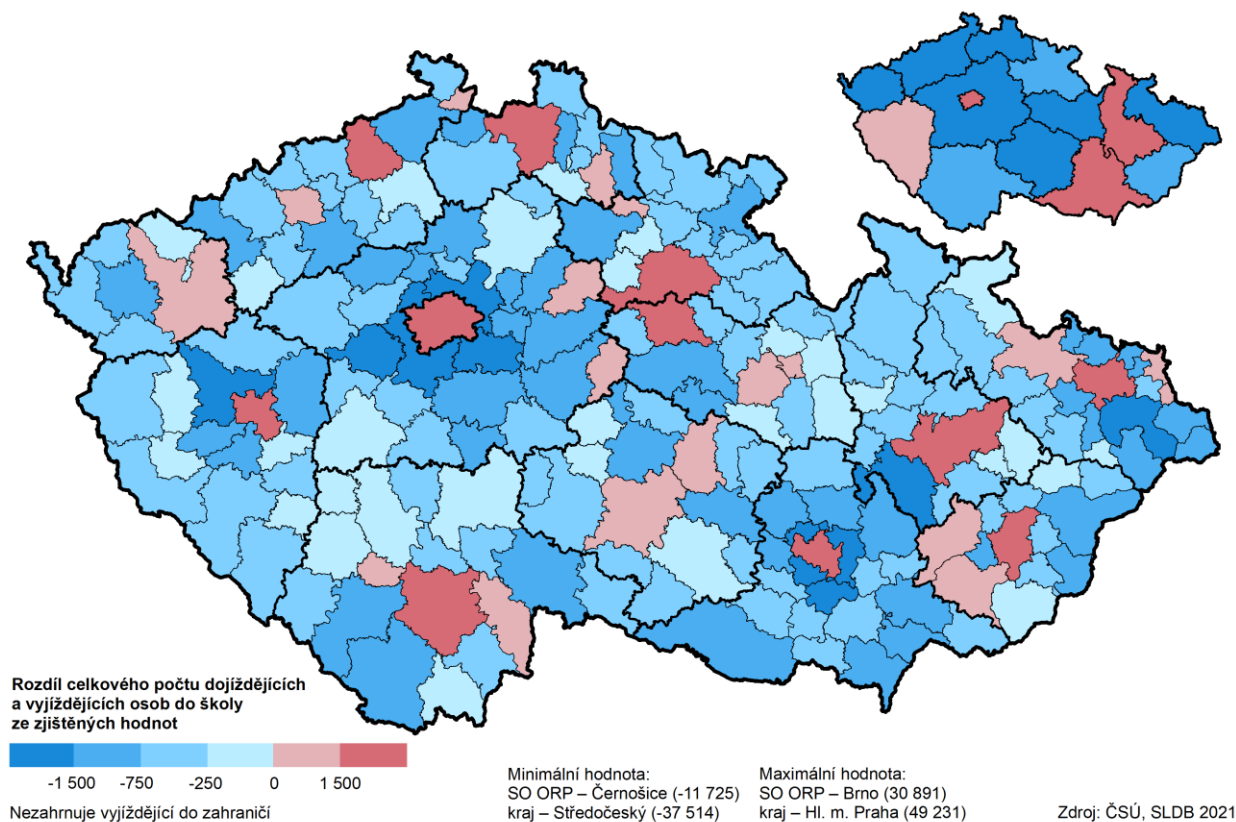 Rozdíl celkového počtu dojíždějících
a vyjíždějících osob do školy
ze zjištěných hodnot
-1 500 -750 -250 0 1 500
Nezahrnuje vyjíždějící do zahraničí
Minimální hodnota:
SO ORP – Černošice (-11 725)
kraj – Středočeský (-37 514)
Maximální hodnota:
SO ORP – Brno (30 891)
kraj – Hl. m. Praha (49 231)
Zdroj: ČSÚ, SLDB 2021